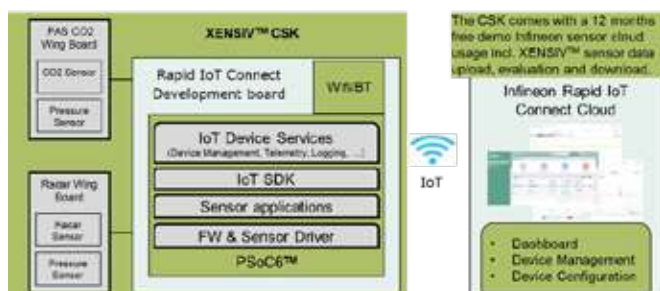 PAS CO2
Wing Board
CO2 Sensor
Pressure
Sensor
Radar Wing
Board
Radar
Sensor
Pressure
Sensor
XENSIV™ CSK
Rapid IoT Connect
Development board
Wifi/BT
IoT Device Services
(Device Management, Telemetry, Logging, ...)
IoT SDK
Sensor applications
FW & Sensor Driver
PSoC6™
IoT
The CSK comes with a 12 months
free demo Infineon sensor cloud
usage incl. XENSIV™ sensor data
upload, evaluation and download.
Infineon Rapid IoT
Connect Cloud
• Dashboard
• Device Management
• Device Configuration